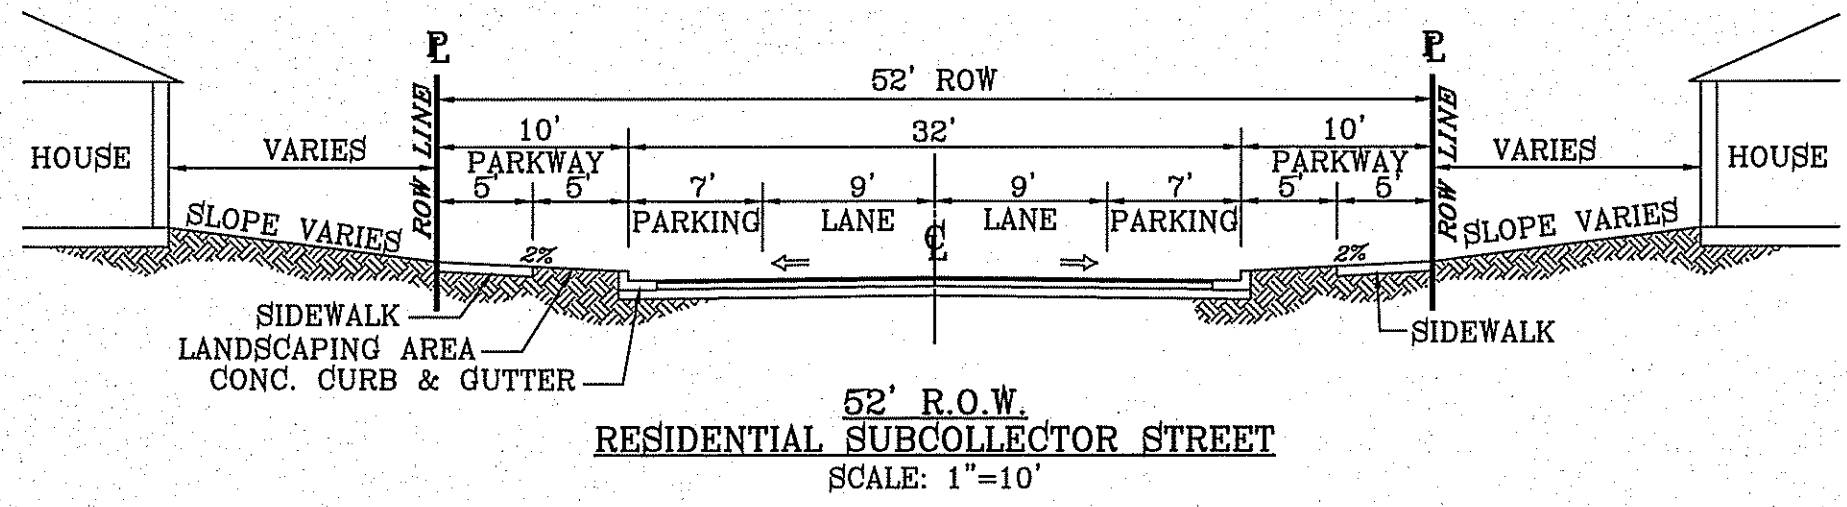 ℄ ℄
52' ROW
10' 32' 10'
HOUSE VARIES ROW LINE PARKWAY PARKWAY ROW LINE VARIES HOUSE
5' 5' 7' 9' 9' 7' 5' 5'
PARKING LANE LANE PARKING
SLOPE VARIES ℄ SLOPE VARIES
2% 2%
SIDEWALK SIDEWALK
LANDSCAPING AREA
CONC. CURB & GUTTER
52' R.O.W.
RESIDENTIAL SUBCOLLECTOR STREET
SCALE: 1"=10'